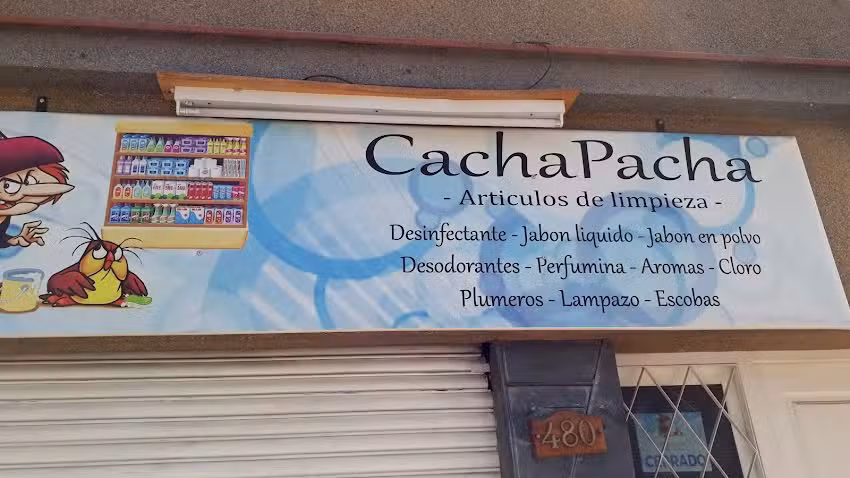 CachaPacha
- Articulos de limpieza -
Desinfectante - Jabon liquido - Jabon en polvo
Desodorantes - Perfumina - Aromas - Cloro
Plumeros - Lampazo - Escobas
480
CERRADO